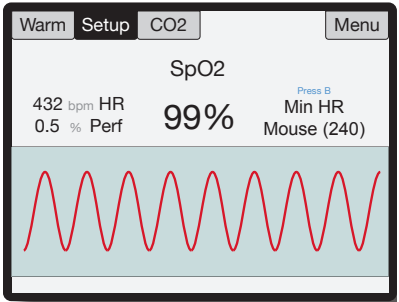 Warm Setup CO2 Menu
SpO2
432 bpm HR
0.5 % Perf
99%
Press B
Min HR
Mouse (240)